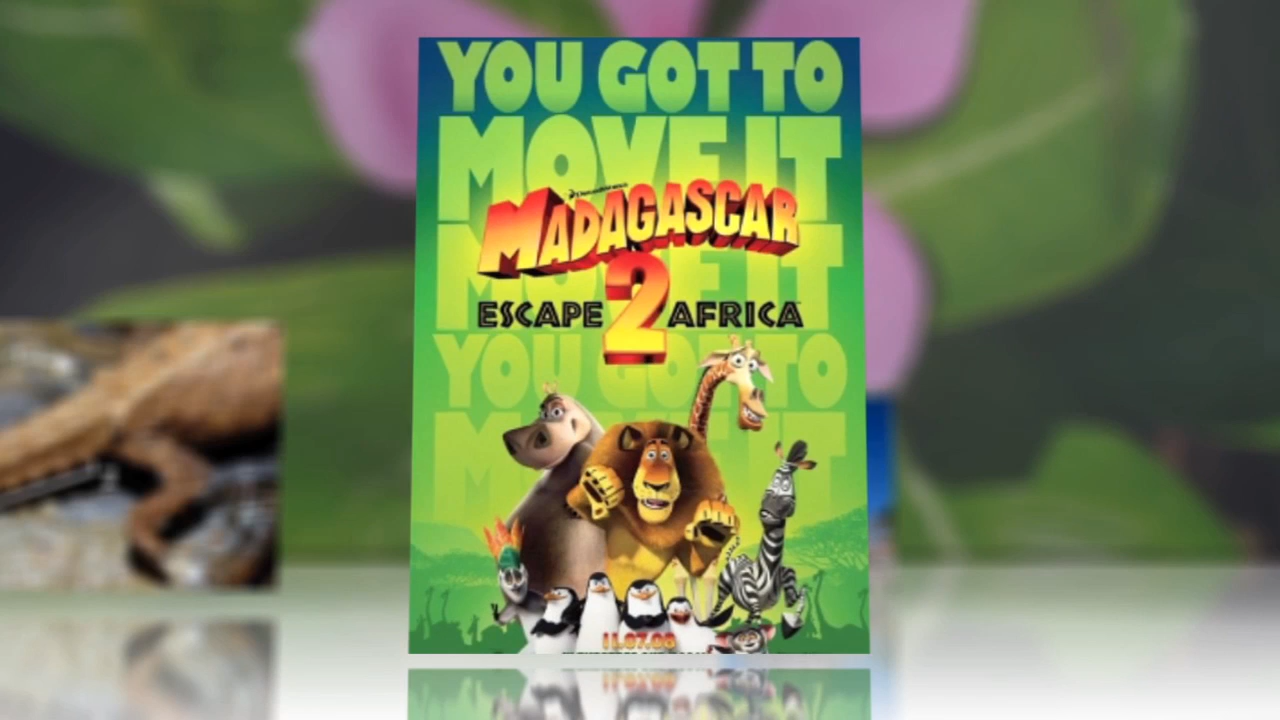 YOU GOT TO
MOVE IT
DREAMWORKS
MADAGASCAR
2
ESCAPE AFRICA
YOU GOT TO
11.07.08